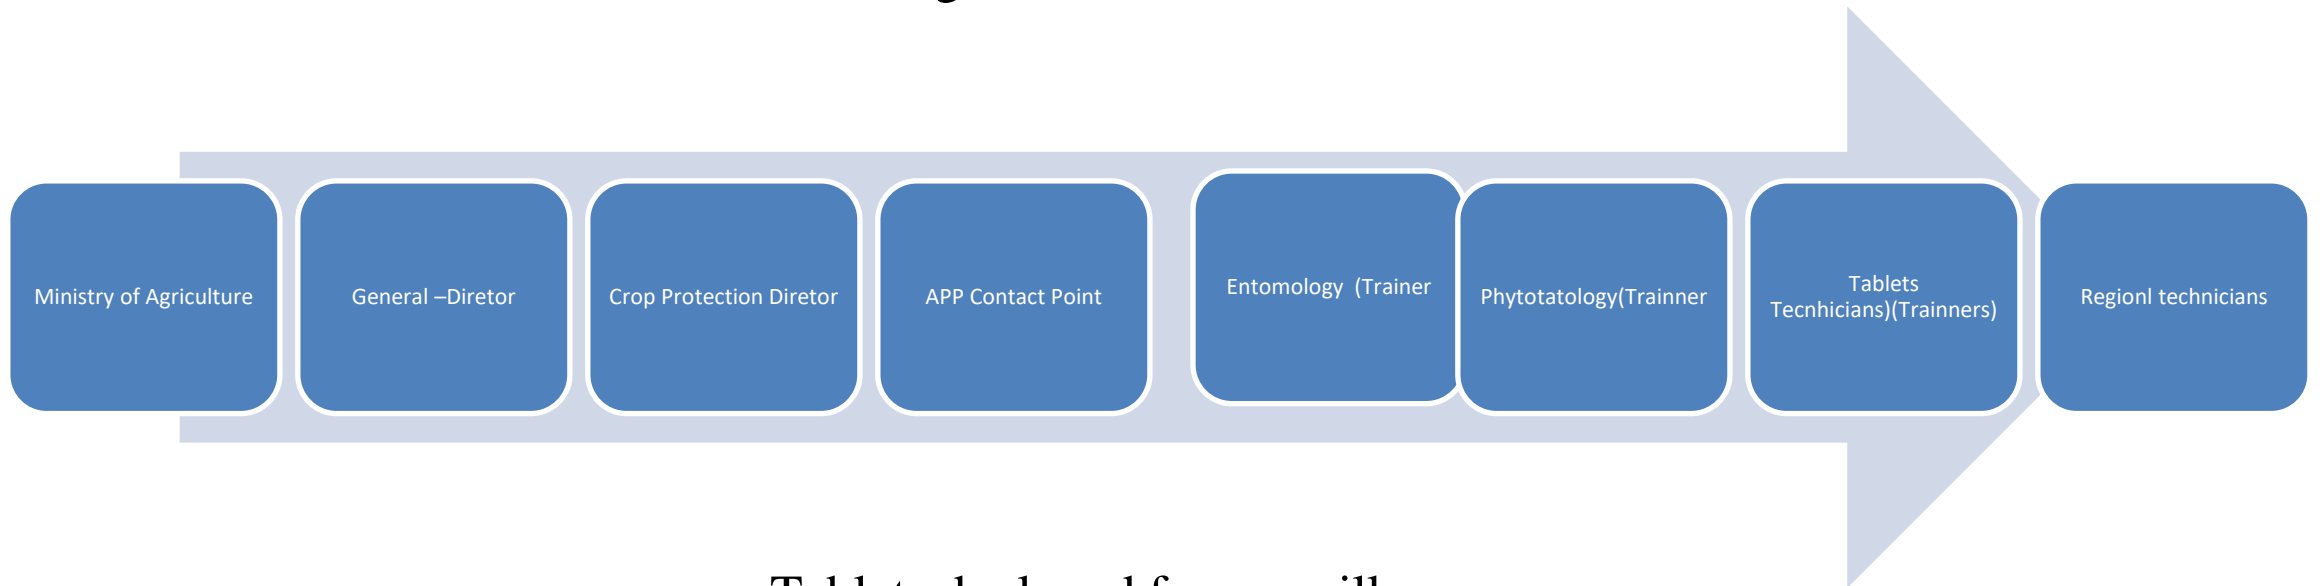 Ministry of Agriculture
General –Diretor
Crop Protection Diretor
APP Contact Point
Entomology (Trainer
Phytotatology(Trainner
Tablets
Tecnhicians)(Trainners)
Regionl technicians